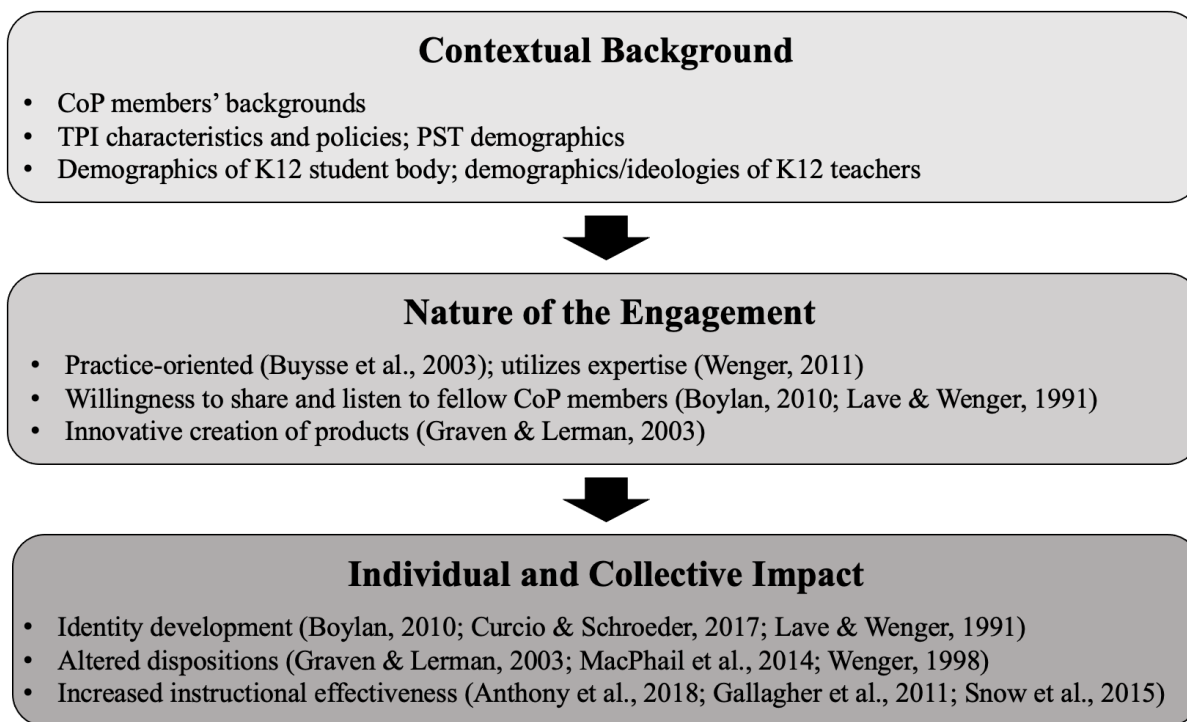 Contextual Background
• CoP members’ backgrounds
• TPI characteristics and policies; PST demographics
• Demographics of K12 student body; demographics/ideologies of K12 teachers
Nature of the Engagement
• Practice-oriented (Buysse et al., 2003); utilizes expertise (Wenger, 2011)
• Willingness to share and listen to fellow CoP members (Boylan, 2010; Lave & Wenger, 1991)
• Innovative creation of products (Graven & Lerman, 2003)
Individual and Collective Impact
• Identity development (Boylan, 2010; Curcio & Schroeder, 2017; Lave & Wenger, 1991)
• Altered dispositions (Graven & Lerman, 2003; MacPhail et al., 2014; Wenger, 1998)
• Increased instructional effectiveness (Anthony et al., 2018; Gallagher et al., 2011; Snow et al., 2015)